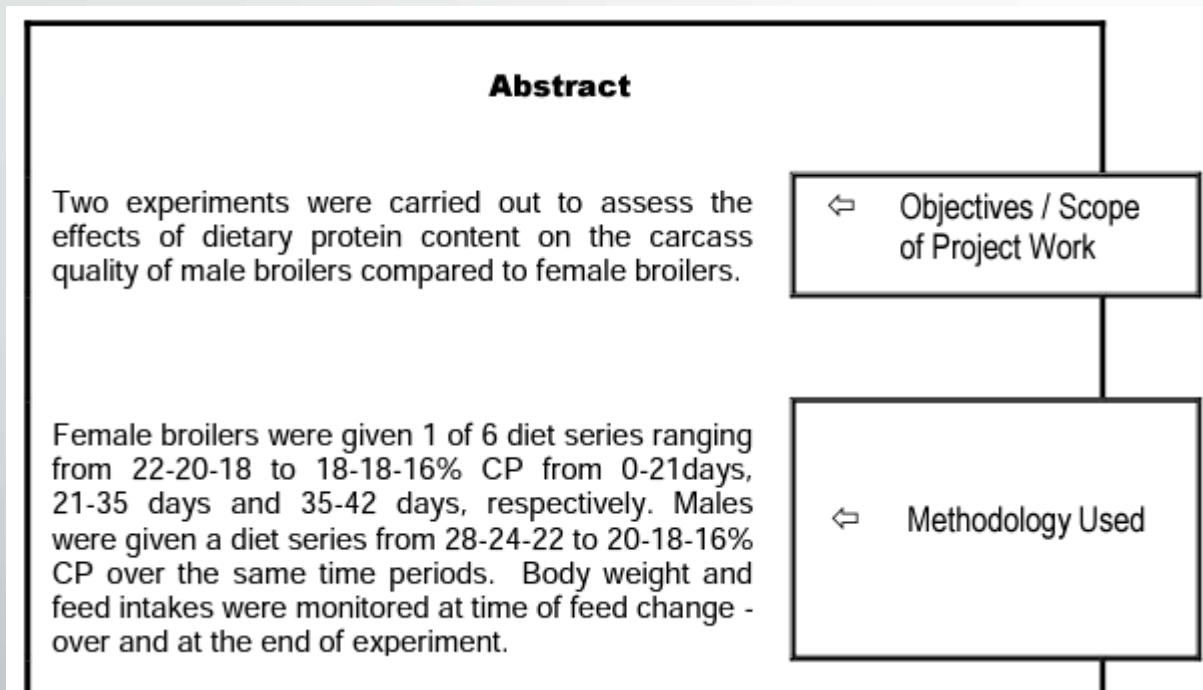 Abstract
Two experiments were carried out to assess the
effects of dietary protein content on the carcass
quality of male broilers compared to female broilers.
⇦ Objectives / Scope
of Project Work
Female broilers were given 1 of 6 diet series ranging
from 22-20-18 to 18-18-16% CP from 0-21days,
21-35 days and 35-42 days, respectively. Males
were given a diet series from 28-24-22 to 20-18-16%
CP over the same time periods. Body weight and
feed intakes were monitored at time of feed change -
over and at the end of experiment.
⇦ Methodology Used